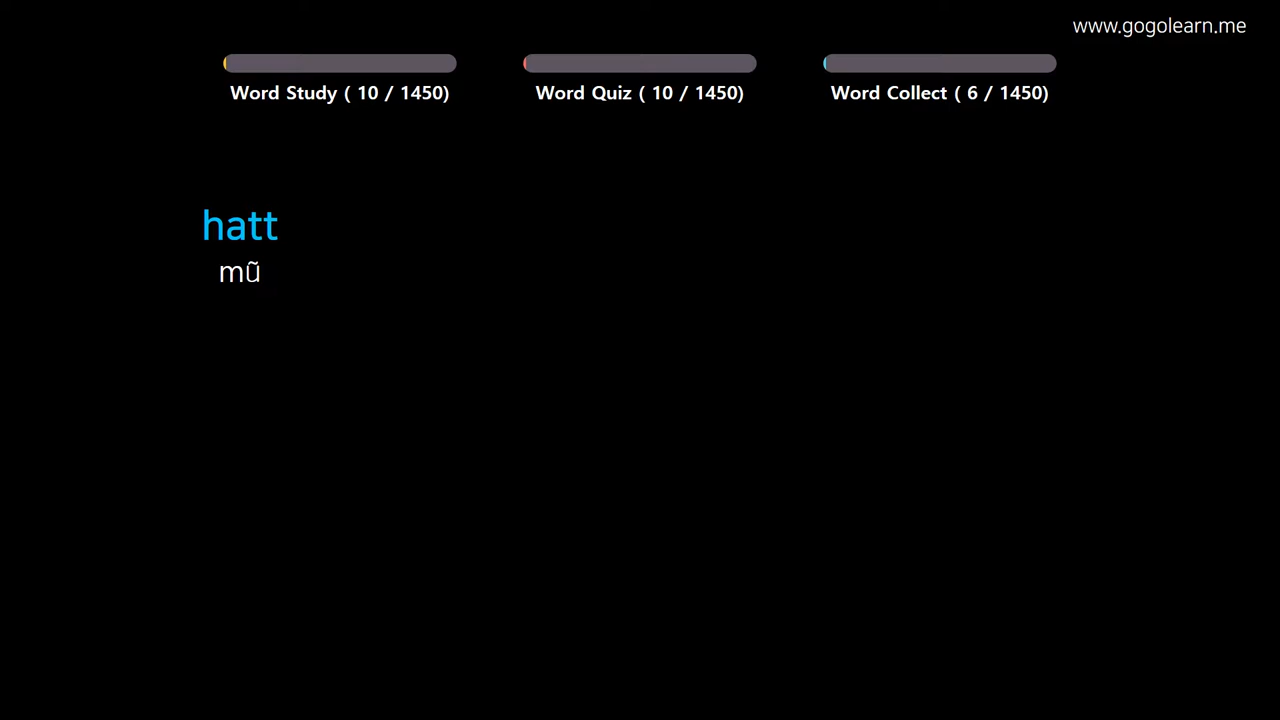 www.gogolearn.me
Word Study ( 10 / 1450)
Word Quiz ( 10 / 1450)
Word Collect ( 6 / 1450)
hatt
mũ